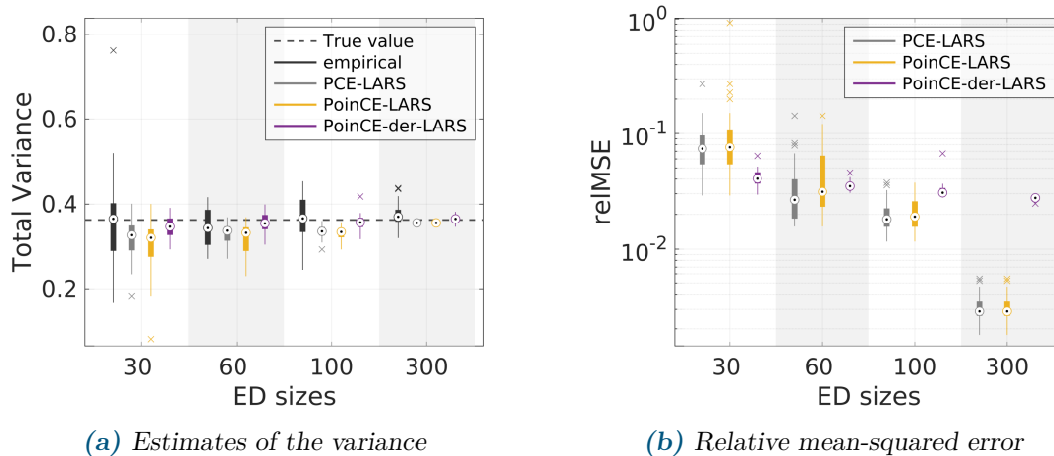 0.8
0.6
0.4
0.2
Total Variance
True value
empirical
PCE-LARS
PoinCE-LARS
PoinCE-der-LARS
30
60
100
300
ED sizes
(a) Estimates of the variance
10^0
10^-1
10^-2
relMSE
PCE-LARS
PoinCE-LARS
PoinCE-der-LARS
30
60
100
300
ED sizes
(b) Relative mean-squared error